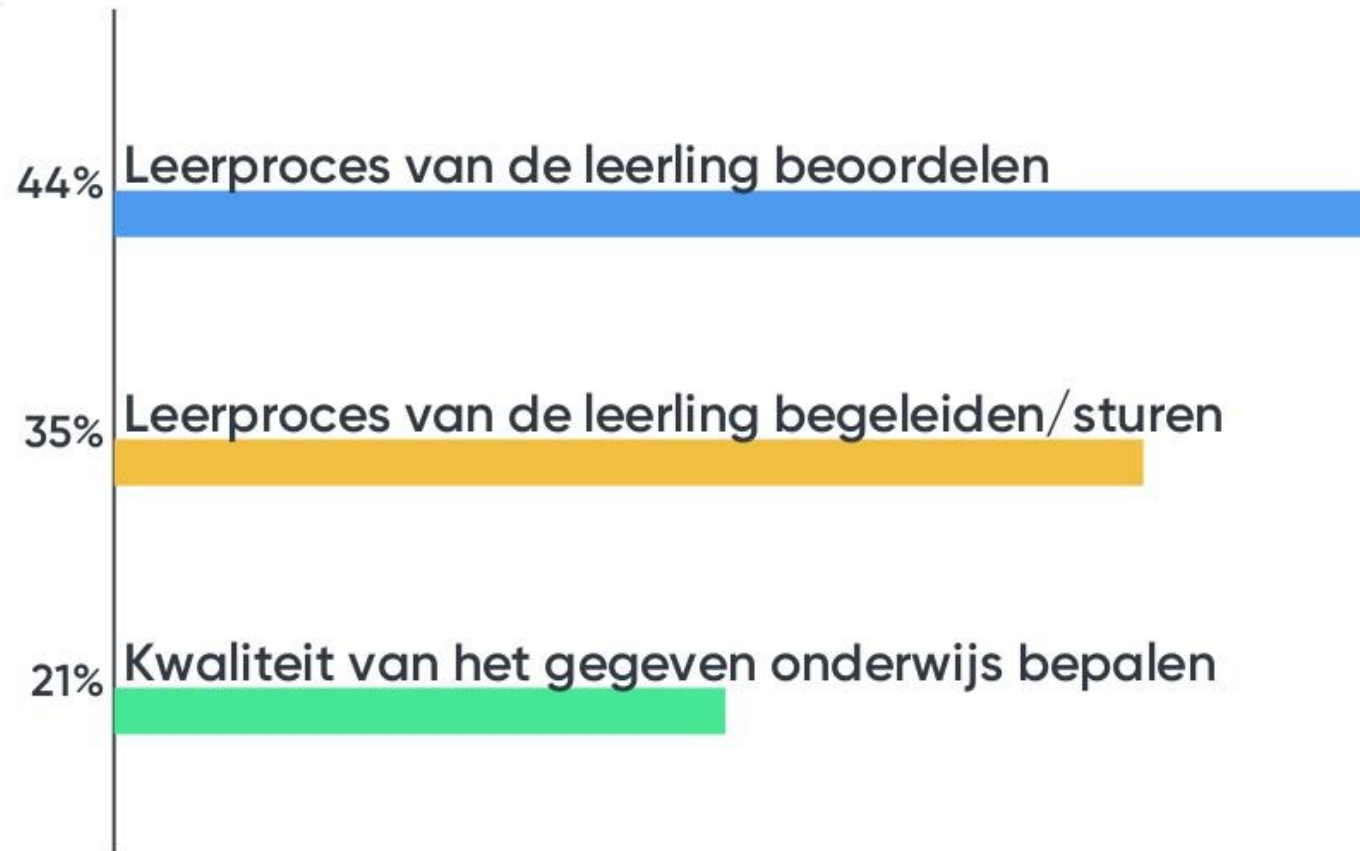 44% Leerproces van de leerling beoordelen
35% Leerproces van de leerling begeleiden/sturen
21% Kwaliteit van het gegeven onderwijs bepalen